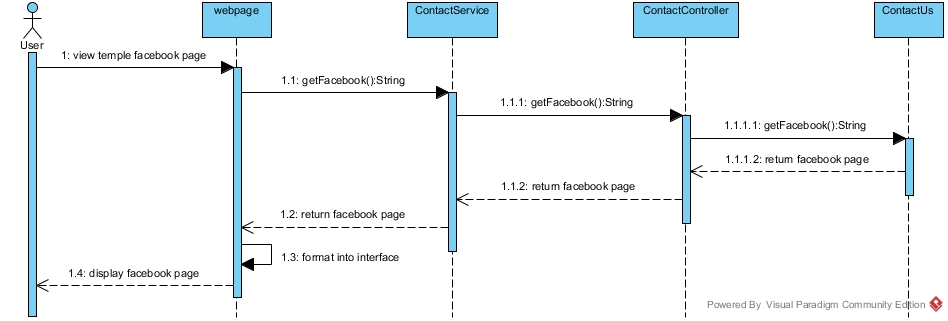 webpage
ContactService
ContactController
ContactUs
User
1: view temple facebook page
1.1: getFacebook():String
1.1.1: getFacebook():String
1.1.1.1: getFacebook():String
1.1.1.2: return facebook page
1.1.2: return facebook page
1.2: return facebook page
1.3: format into interface
1.4: display facebook page
Powered By Visual Paradigm Community Edition